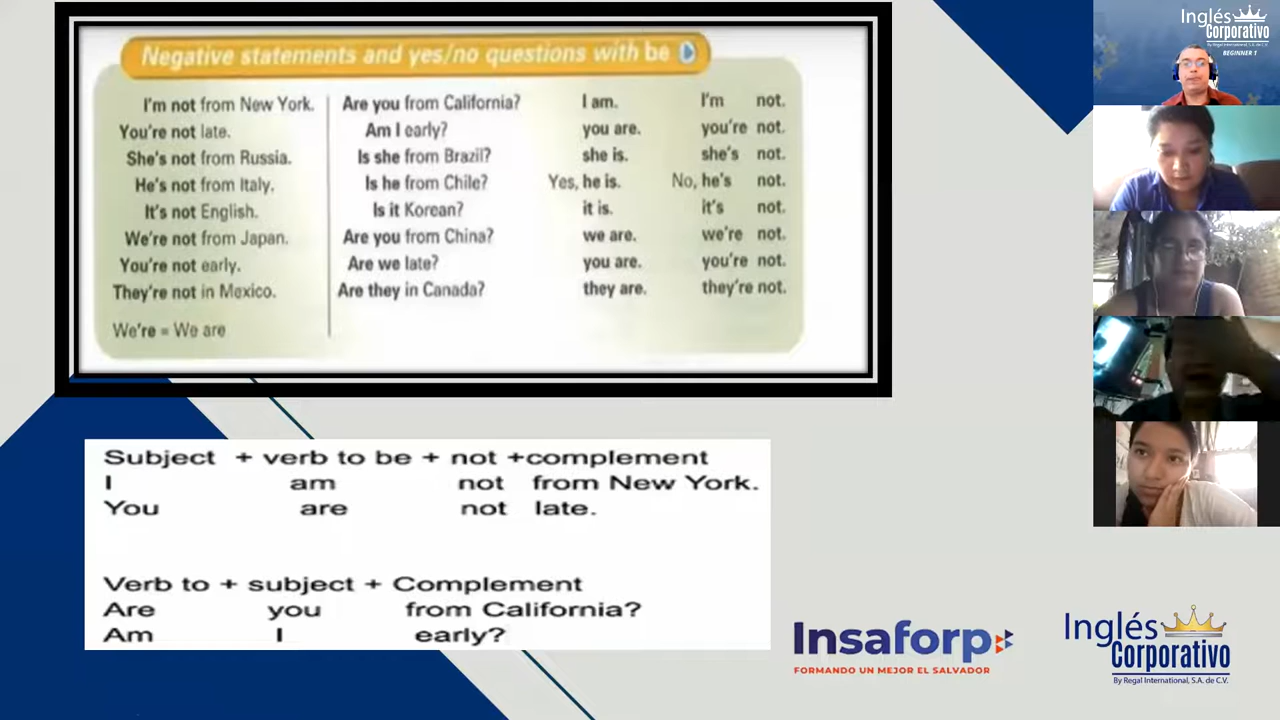 Negative statements and yes/no questions with be
I'm not from New York. Are you from California? I am. I'm not.
You're not late. Am I early? you are. you're not.
She's not from Russia. Is she from Brazil? she is. she's not.
He's not from Italy. Is he from Chile? Yes, he is. No, he's not.
It's not English. Is it Korean? it is. it's not.
We're not from Japan. Are you from China? we are. we're not.
You're not early. Are we late? you are. you're not.
They're not in Mexico. Are they in Canada? they are. they're not.
We're = We are
Subject + verb to be + not +complement
I am not from New York.
You are not late.
Verb to + subject + Complement
Are you from California?
Am I early?
Insaforp
FORMANDO UN MEJOR EL SALVADOR
Inglés
Corporativo
By Regal International, S.A. de C.V.
Inglés
Corporativo
By Regal International, S.A. de C.V.
BEGINNER 1